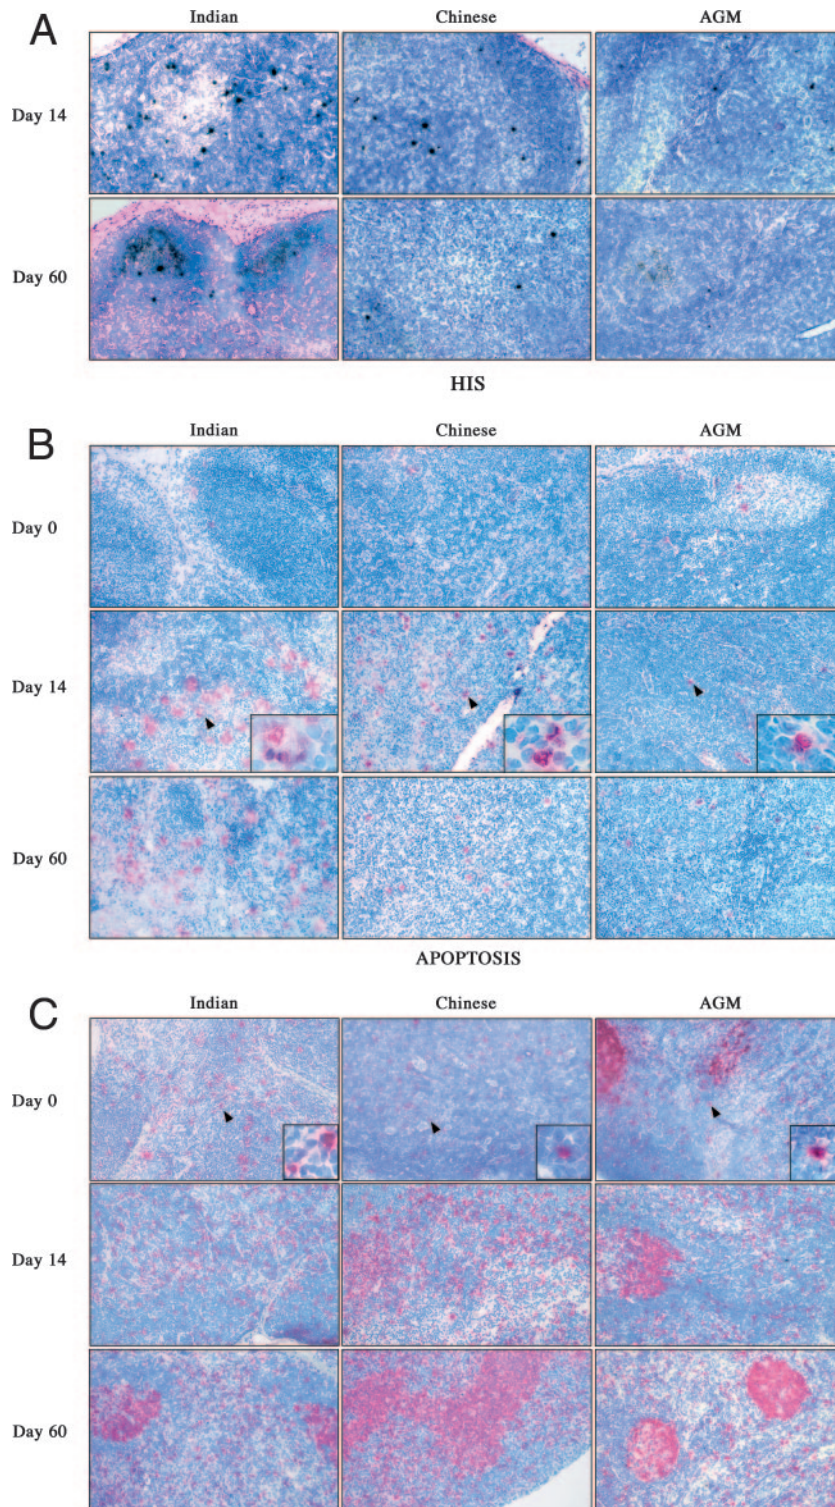 A
Indian Chinese AGM
Day 14
Day 60
HIS
B
Indian Chinese AGM
Day 0
Day 14
Day 60
APOPTOSIS
C
Indian Chinese AGM
Day 0
Day 14
Day 60